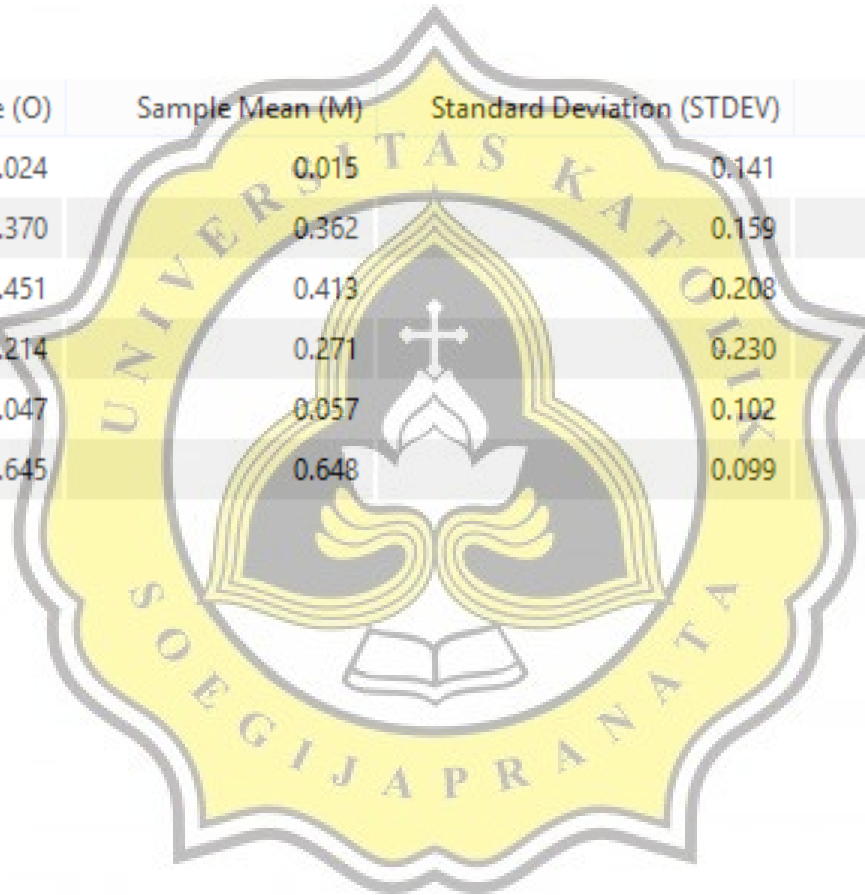 e (O) Sample Mean (M) Standard Deviation (STDEV)
.024 0.015 0.141
.370 0.362 0.159
.451 0.413 0.208
.214 0.271 0.230
.047 0.057 0.102
.645 0.648 0.099
UNIVERSITAS KATOLIK
SOEGIJAPRANATA